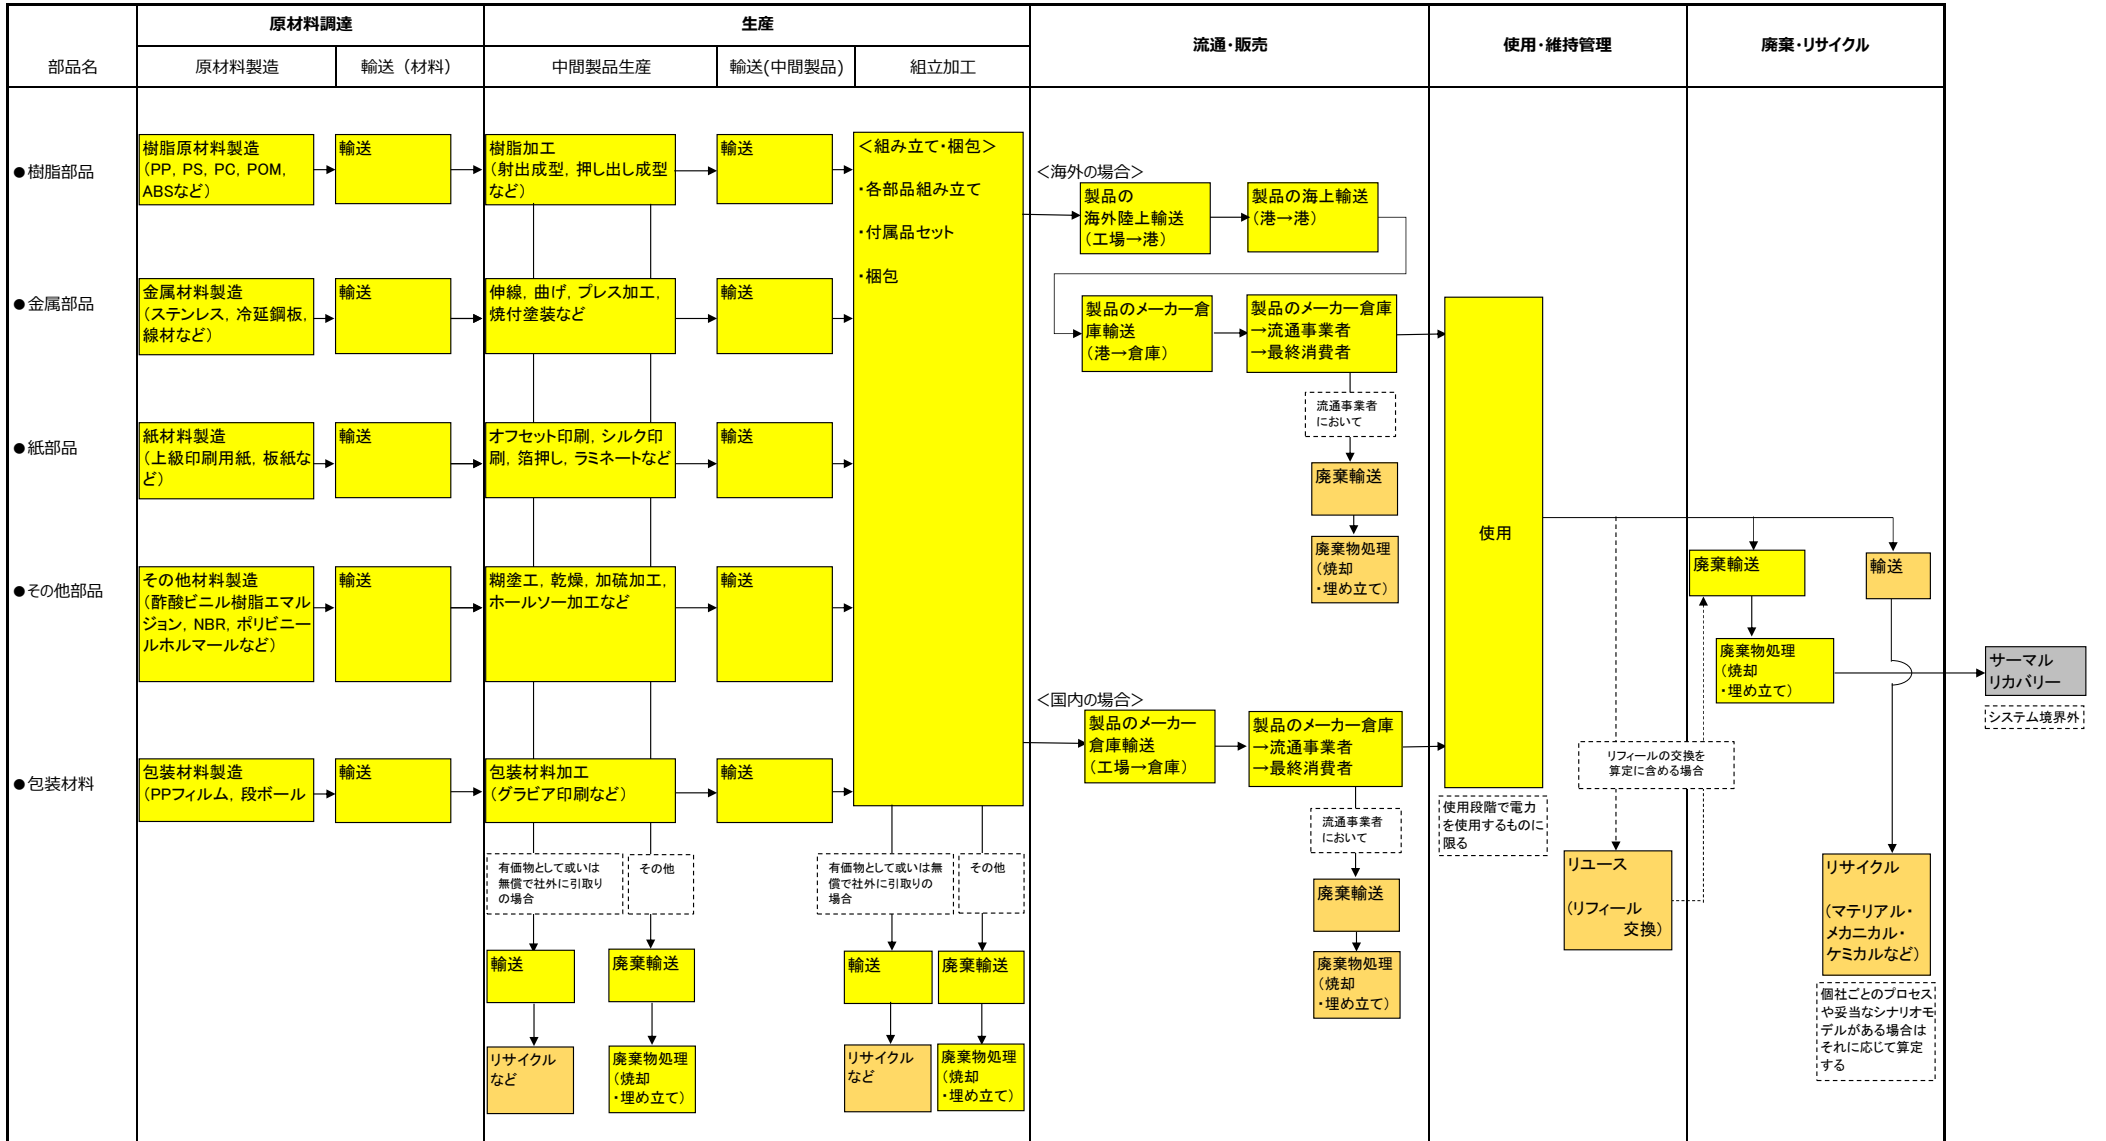 原材料調達
生産
流通・販売
使用・維持管理
廃棄・リサイクル
部品名
原材料製造
輸送（材料）
中間製品生産
輸送(中間製品)
組立加工
●樹脂部品
樹脂原材料製造
（PP, PS, PC, POM,
ABSなど）
輸送
樹脂加工
（射出成型, 押し出し成型
など）
輸送
＜組み立て・梱包＞
・各部品組み立て
・付属品セット
・梱包
＜海外の場合＞
製品の
海外陸上輸送
（工場→港）
製品の海上輸送
（港→港）
●金属部品
金属材料製造
（ステンレス, 冷延鋼板,
線材など）
輸送
伸線, 曲げ, プレス加工,
焼付塗装など
輸送
製品のメーカー倉
庫輸送
（港→倉庫）
製品のメーカー倉庫
→流通事業者
→最終消費者
流通事業者
において
廃棄輸送
廃棄物処理
（焼却
・埋め立て）
●紙部品
紙材料製造
（上級印刷用紙, 板紙な
ど）
輸送
オフセット印刷, シルク印
刷, 箔押し, ラミネートなど
輸送
使用
廃棄輸送
輸送
●その他部品
その他材料製造
（酢酸ビニル樹脂エマル
ジョン, NBR, ポリビニー
ルホルマールなど）
輸送
糊塗工, 乾燥, 加硫加工,
ホールソー加工など
輸送
廃棄物処理
（焼却
・埋め立て）
サーマル
リカバリー
システム境界外
＜国内の場合＞
製品のメーカー
倉庫輸送
（工場→倉庫）
製品のメーカー倉庫
→流通事業者
→最終消費者
リフィールの交換を
算定に含める場合
●包装材料
包装材料製造
（PPフィルム, 段ボール
輸送
包装材料加工
（グラビア印刷など）
輸送
流通事業者
において
使用段階で電力
を使用するものに
限る
有価物として或いは
無償で社外に引取り
の場合
その他
有価物として或いは無
償で社外に引取りの
場合
その他
廃棄輸送
リユース
（リフィール
交換）
リサイクル
（マテリアル・
メカニカル・
ケミカルなど）
輸送
廃棄輸送
輸送
廃棄輸送
廃棄物処理
（焼却
・埋め立て）
個社ごとのプロセス
や妥当なシナリオモ
デルがある場合は
それに応じて算定
する
リサイクル
など
廃棄物処理
（焼却
・埋め立て）
リサイクル
など
廃棄物処理
（焼却
・埋め立て）